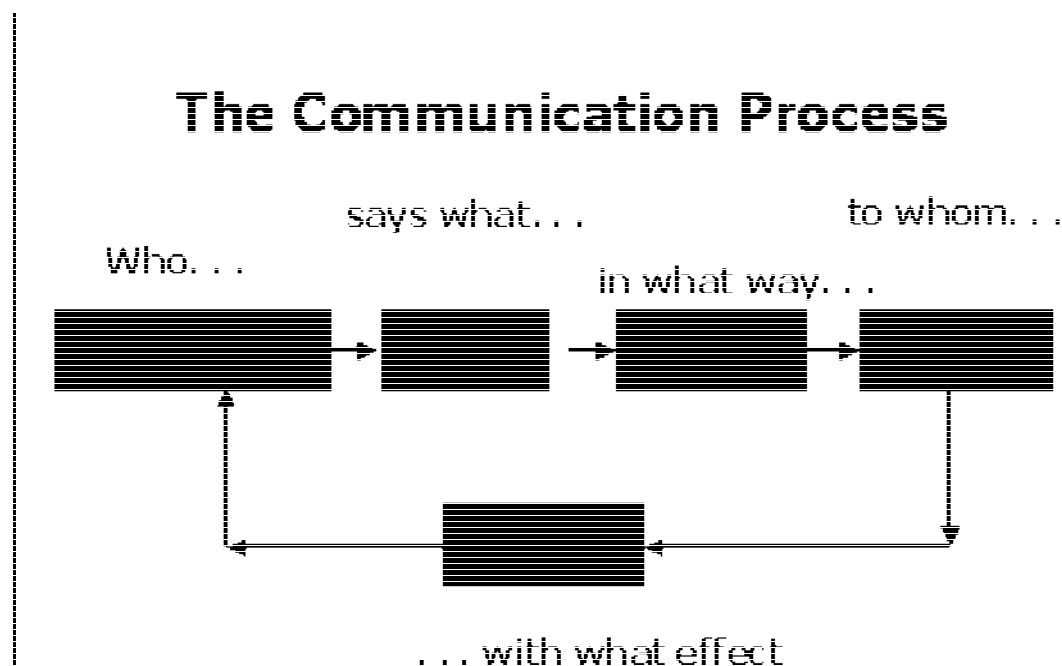 The Communication Process
Who. . .
says what. . .
in what way. . .
to whom. . .
. . . with what effect